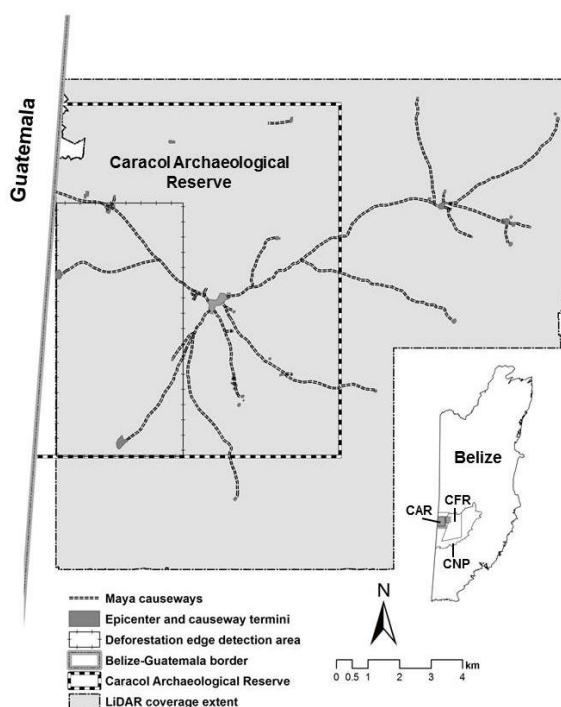 Guatemala
Caracol Archaeological
Reserve
Belize
CFR
CAR
CNP
Maya causeways
Epicenter and causeway termini
Deforestation edge detection area
Belize-Guatemala border
Caracol Archaeological Reserve
LiDAR coverage extent
N
km
0 0.5 1 2 3 4